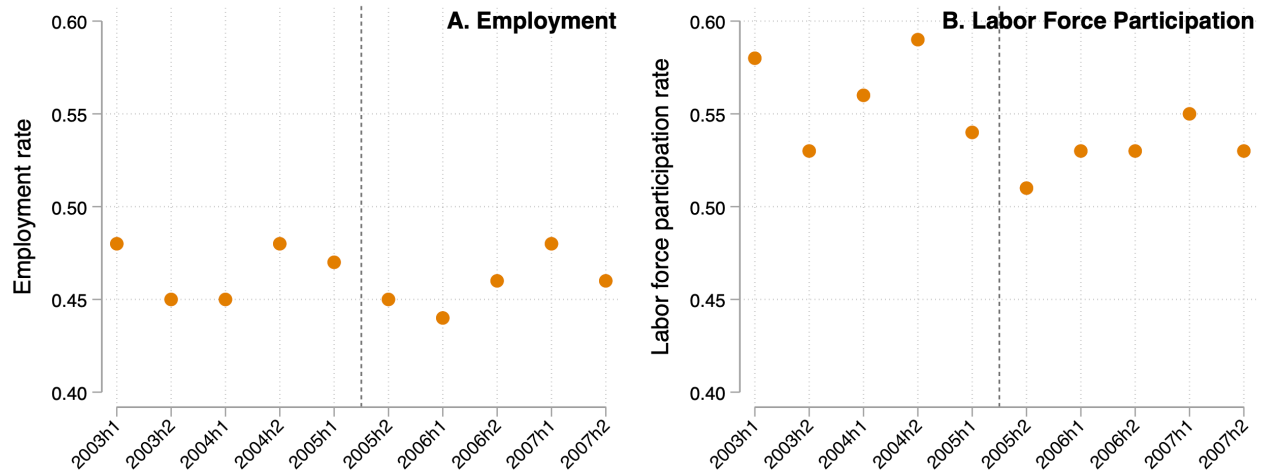 A. Employment
Employment rate
0.60
0.55
0.50
0.45
0.40
2003h1
2003h2
2004h1
2004h2
2005h1
2005h2
2006h1
2006h2
2007h1
2007h2
B. Labor Force Participation
Labor force participation rate
0.60
0.55
0.50
0.45
0.40
2003h1
2003h2
2004h1
2004h2
2005h1
2005h2
2006h1
2006h2
2007h1
2007h2